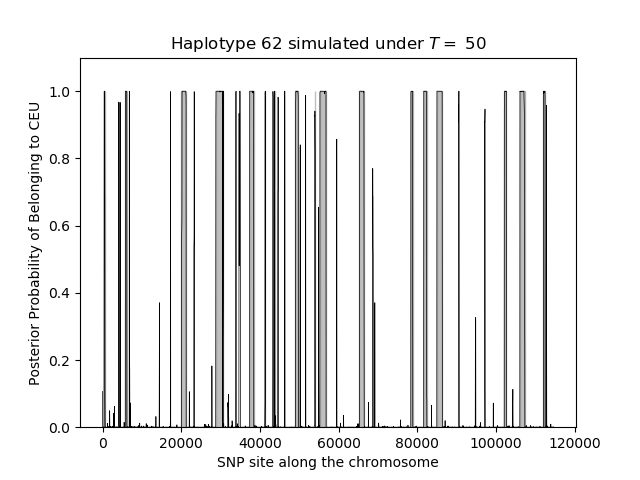 Haplotype 62 simulated under T = 50
Posterior Probability of Belonging to CEU
1.0
0.8
0.6
0.4
0.2
0.0
0 20000 40000 60000 80000 100000 120000
SNP site along the chromosome